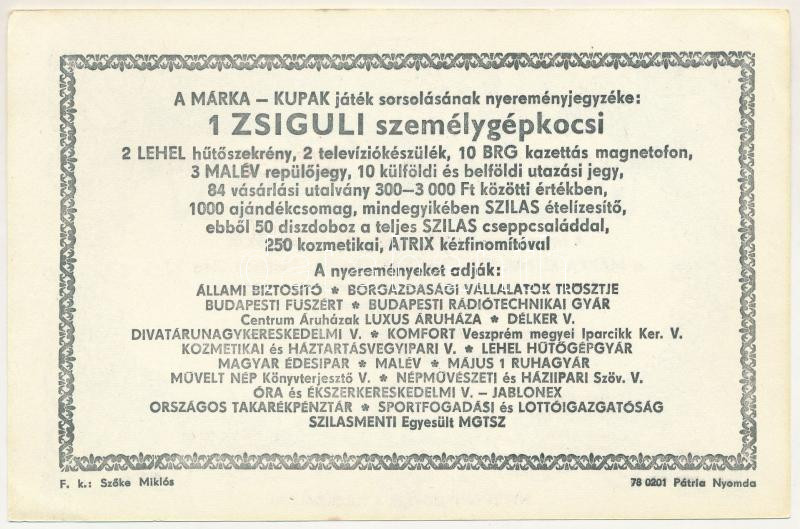 A MÁRKA – KUPAK játék sorsolásának nyereményjegyzéke:
1 ZSIGULI személygépkocsi
2 LEHEL hűtőszekrény, 2 televíziókészülék, 10 BRG kazettás magnetofon,
3 MALÉV repülőjegy, 10 külföldi és belföldi utazási jegy,
84 vásárlási utalvány 300—3 000 Ft közötti értékben,
1000 ajándékcsomag, mindegyikében SZILAS ételízesítő,
ebből 50 díszdoboz a teljes SZILAS cseppcsaláddal,
250 kozmetikai, ATRIX kézfinomítóval
A nyereményeket adják:
ÁLLAMI BIZTOSÍTÓ * BORGAZDASÁGI VÁLLALATOK TRÖSZTJE
BUDAPESTI FŰSZÉRT * BUDAPESTI RÁDIÓTECHNIKAI GYÁR
Centrum Áruházak LUXUS ÁRUHÁZA * DÉLKER V.
DIVATÁRUNAGYKERESKEDELMI V. * KOMFORT Veszprém megyei Iparcikk Ker. V.
KOZMETIKAI és HÁZTARTÁSVEGYIPARI V. * LEHEL HŰTŐGÉPGYÁR
MAGYAR ÉDESIPAR * MALÉV * MÁJUS 1 RUHAGYÁR
MŰVELT NÉP Könyvterjesztő V. * NÉPMŰVÉSZETI és HÁZIIPARI Szöv. V.
ÓRA és ÉKSZERKERESKEDELMI V. – JABLONEX
ORSZÁGOS TAKARÉKPÉNZTÁR * SPORTFOGADÁSI és LOTTÓIGAZGATÓSÁG
SZILASMENTI Egyesült MGTSZ
F. k.: Szőke Miklós 78 0201 Pátria Nyomda